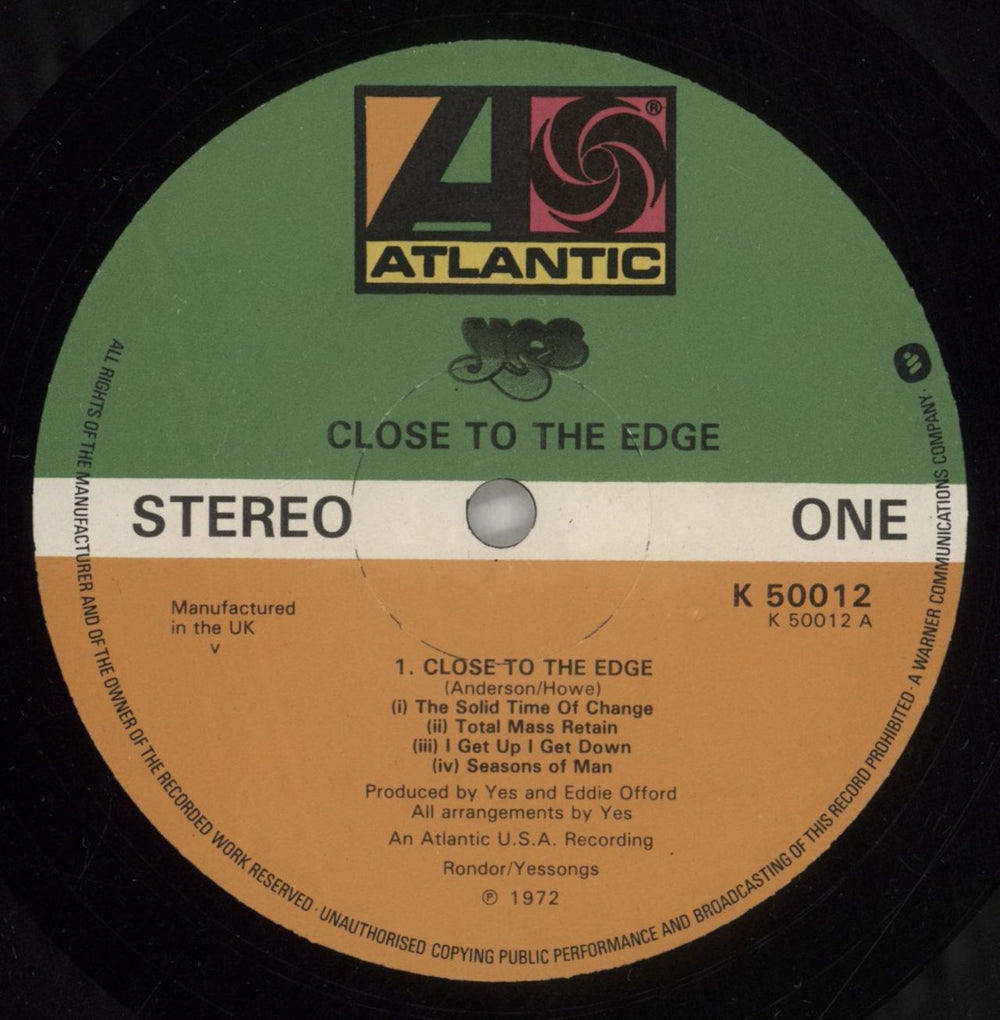 A
®
ATLANTIC
yes
CLOSE TO THE EDGE
STEREO
ONE
K 50012
K 50012 A
Manufactured
in the UK
v
1. CLOSE TO THE EDGE
(Anderson/Howe)
(i) The Solid Time Of Change
(ii) Total Mass Retain
(iii) I Get Up I Get Down
(iv) Seasons of Man
Produced by Yes and Eddie Offord
All arrangements by Yes
An Atlantic U.S.A. Recording
Rondor/Yessongs
℗ 1972
ALL RIGHTS OF THE MANUFACTURER AND OF THE OWNER OF THE RECORDED WORK RESERVED · UNAUTHORISED COPYING PUBLIC PERFORMANCE AND BROADCASTING OF THIS RECORD PROHIBITED · A WARNER COMMUNICATIONS COMPANY ·